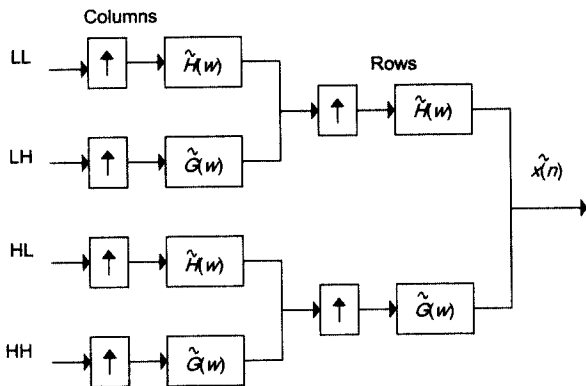 Columns
LL ↑ H̃(w)
Rows
↑ H̃(w)
LH ↑ G̃(w)
x̃(n)
HL ↑ H̃(w)
↑ G̃(w)
HH ↑ G̃(w)